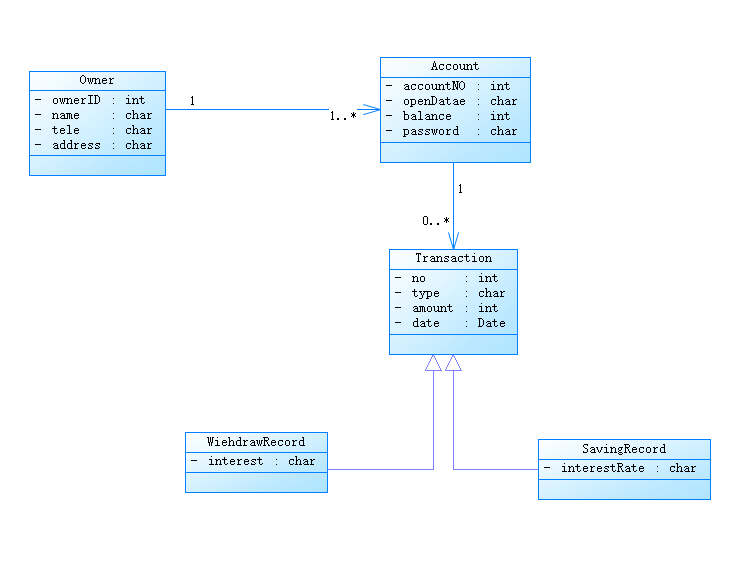 Owner
- ownerID : int
- name : char
- tele : char
- address : char
1
1..*
Account
- accountNO : int
- openDatae : char
- balance : int
- password : char
1
0..*
Transaction
- no : int
- type : char
- amount : int
- date : Date
WiehdrawRecord
- interest : char
SavingRecord
- interestRate : char